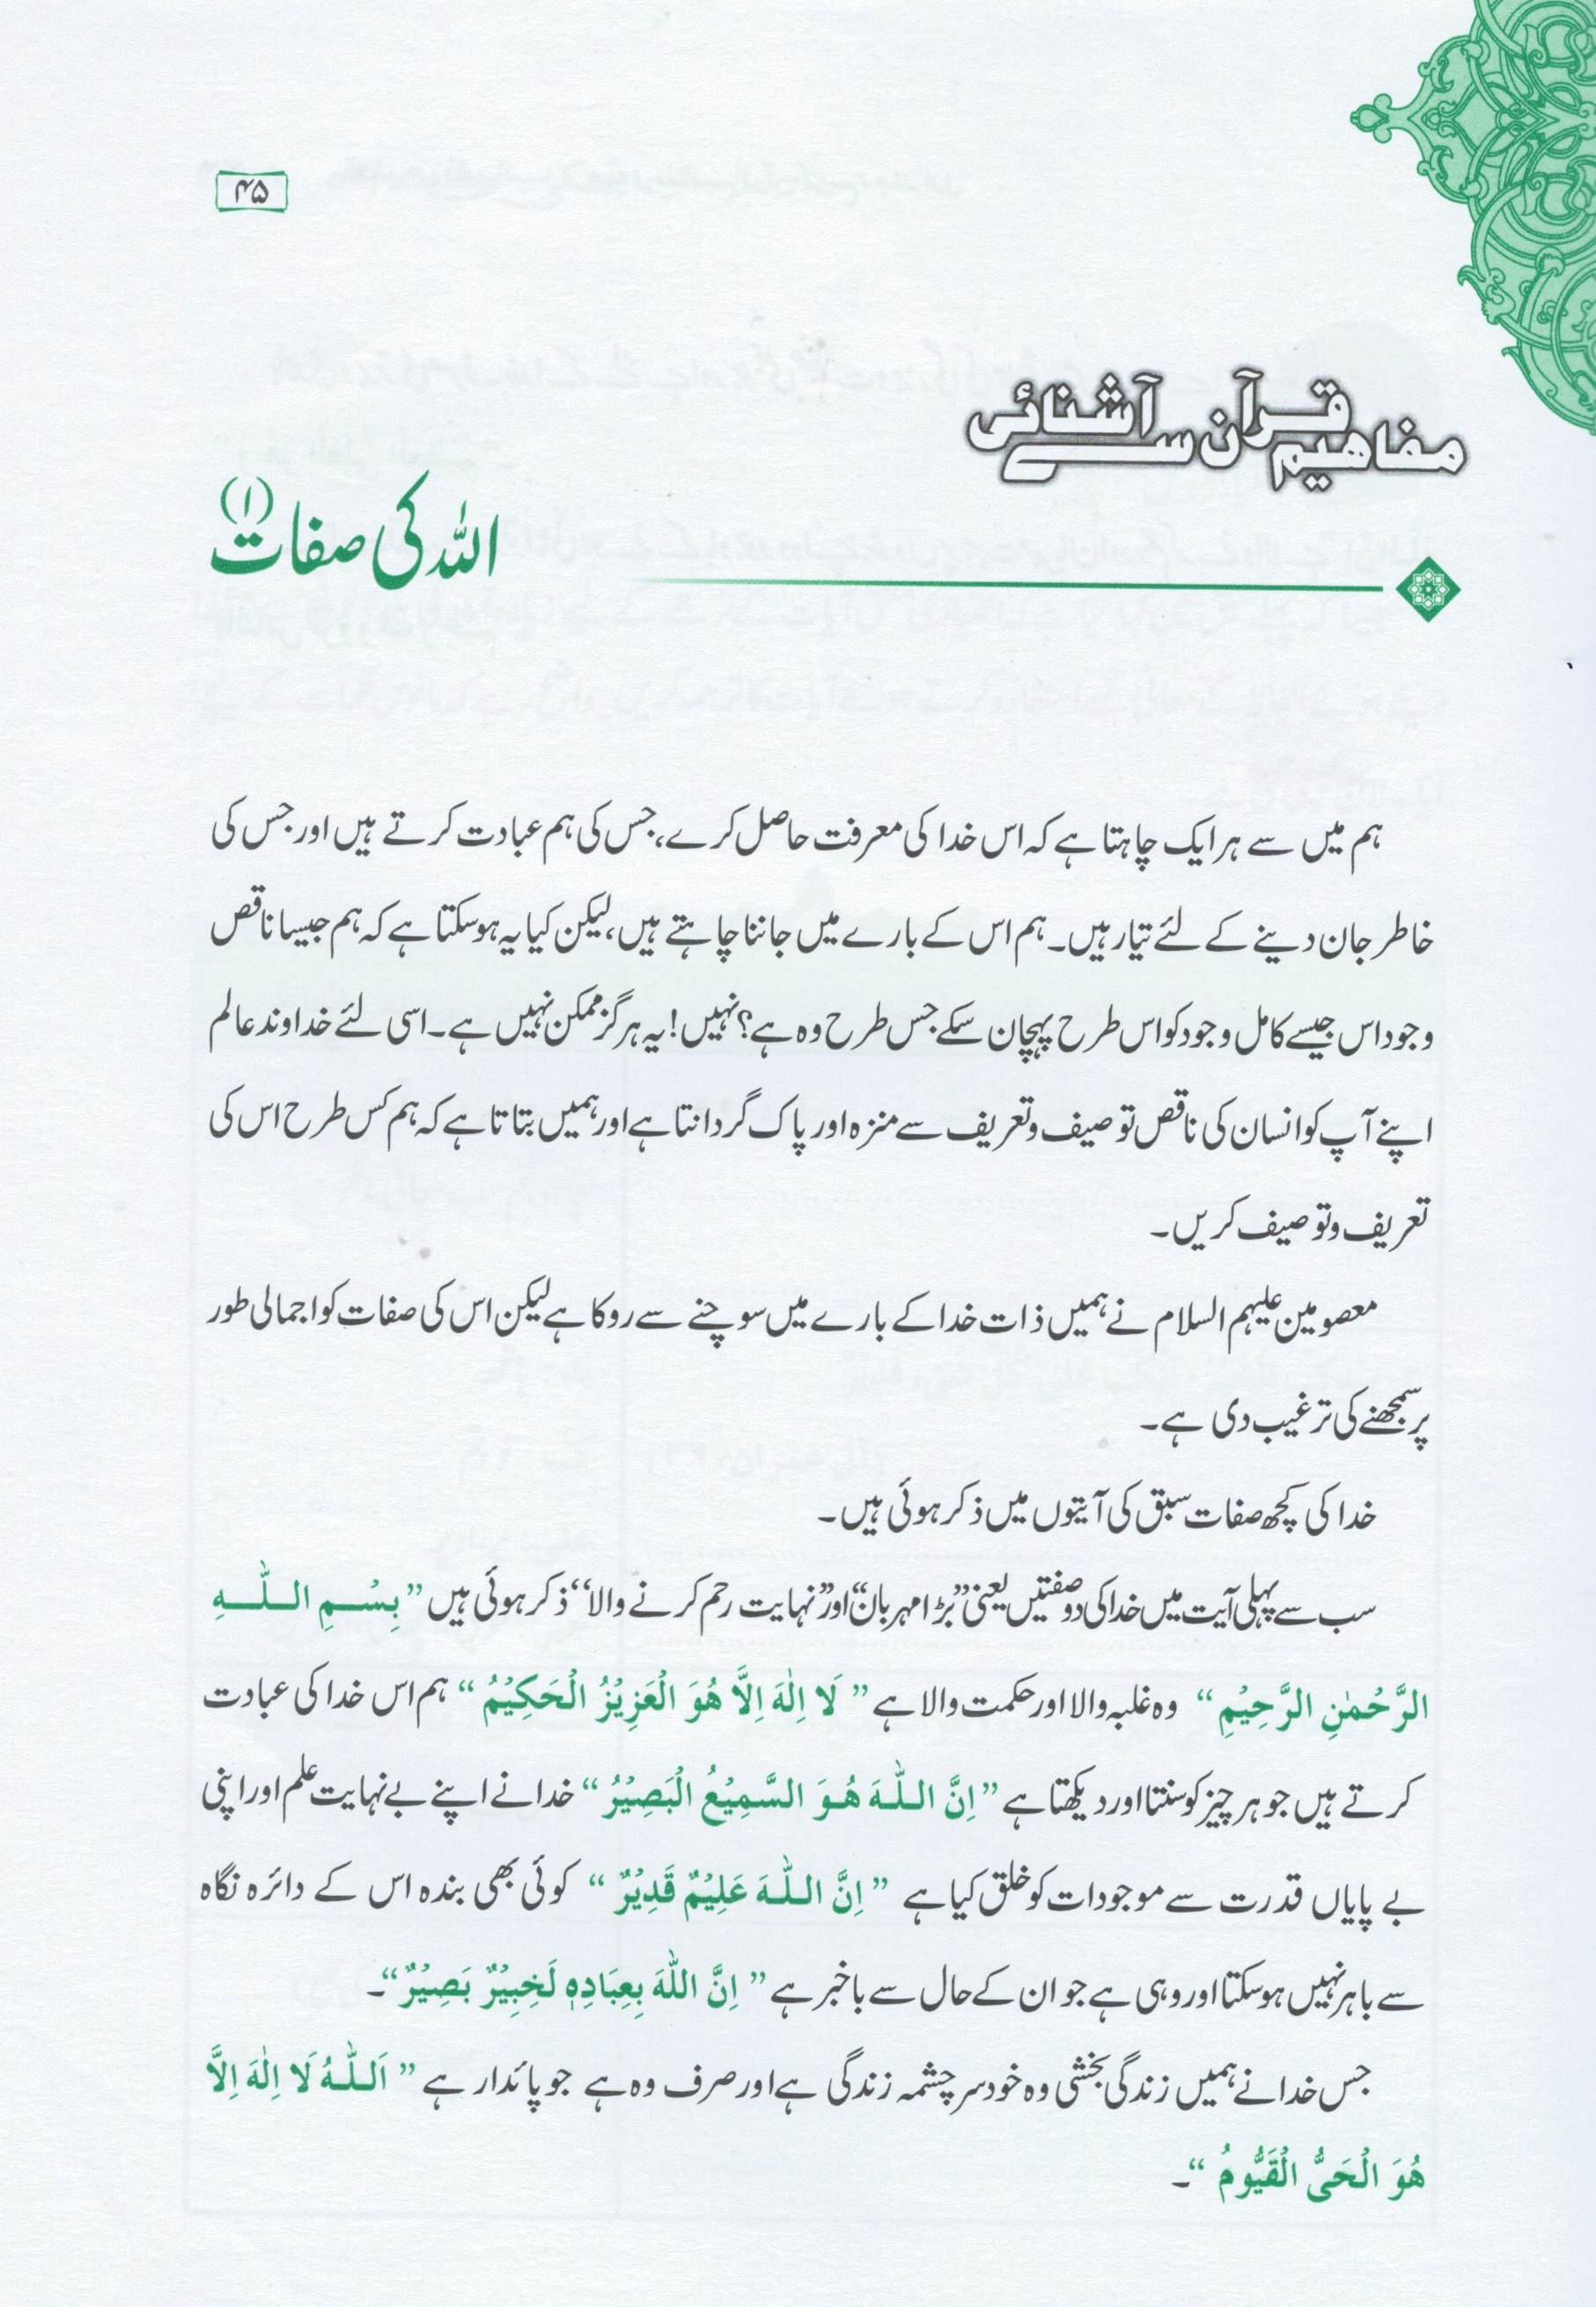 ۴۵
مفاهیم قرآن سے آشنائی
اللہ کی صفات (۱)
ہم میں سے ہر ایک چاہتا ہے کہ اس خدا کی معرفت حاصل کرے، جس کی ہم عبادت کرتے ہیں اور جس کی
خاطر جان دینے کے لئے تیار ہیں۔ ہم اس کے بارے میں جاننا چاہتے ہیں، لیکن کیا یہ ہو سکتا ہے کہ ہم جیسا ناقص
وجود اس جیسے کامل وجود کو اس طرح پہچان سکے جس طرح وہ ہے؟ نہیں! یہ ہر گز ممکن نہیں ہے۔ اسی لئے خداوند عالم
اپنے آپ کو انسان کی ناقص توصیف و تعریف سے منزہ اور پاک گردانتا ہے اور ہمیں بتاتا ہے کہ ہم کس طرح اس کی
تعریف و توصیف کریں۔
معصومین علیہم السلام نے ہمیں ذات خدا کے بارے میں سوچنے سے روکا ہے لیکن اس کی صفات کو اجمالی طور
پر سمجھنے کی ترغیب دی ہے۔
خدا کی کچھ صفات سبق کی آیتوں میں ذکر ہوئی ہیں۔
سب سے پہلی آیت میں خدا کی دو صفتیں یعنی ”بڑا مہربان“ اور ”نہایت رحم کرنے والا“ ذکر ہوئی ہیں ” بِسْمِ اللّٰهِ
الرَّحْمٰنِ الرَّحِيْمِ “ وہ غلبہ والا اور حکمت والا ہے ” لَا اِلٰهَ اِلَّا هُوَ الْعَزِيْزُ الْحَكِيْمُ “ ہم اس خدا کی عبادت
کرتے ہیں جو ہر چیز کو سنتا اور دیکھتا ہے ” اِنَّ اللّٰهَ هُوَ السَّمِيْعُ الْبَصِيْرُ “ خدا نے اپنے بے نہایت علم اور اپنی
بے پایاں قدرت سے موجودات کو خلق کیا ہے ” اِنَّ اللّٰهَ عَلِيْمٌ قَدِيْرٌ “ کوئی بھی بندہ اس کے دائرہ نگاہ
سے باہر نہیں ہو سکتا اور وہی ہے جو ان کے حال سے باخبر ہے ” اِنَّ اللّٰهَ بِعِبَادِهٖ لَخَبِيْرٌ بَصِيْرٌ “۔
جس خدا نے ہمیں زندگی بخشی وہ خود سر چشمہ زندگی ہے اور صرف وہ ہے جو پائدار ہے ” اَللّٰهُ لَا اِلٰهَ اِلَّا
هُوَ الْحَیُّ الْقَيُّومُ “۔